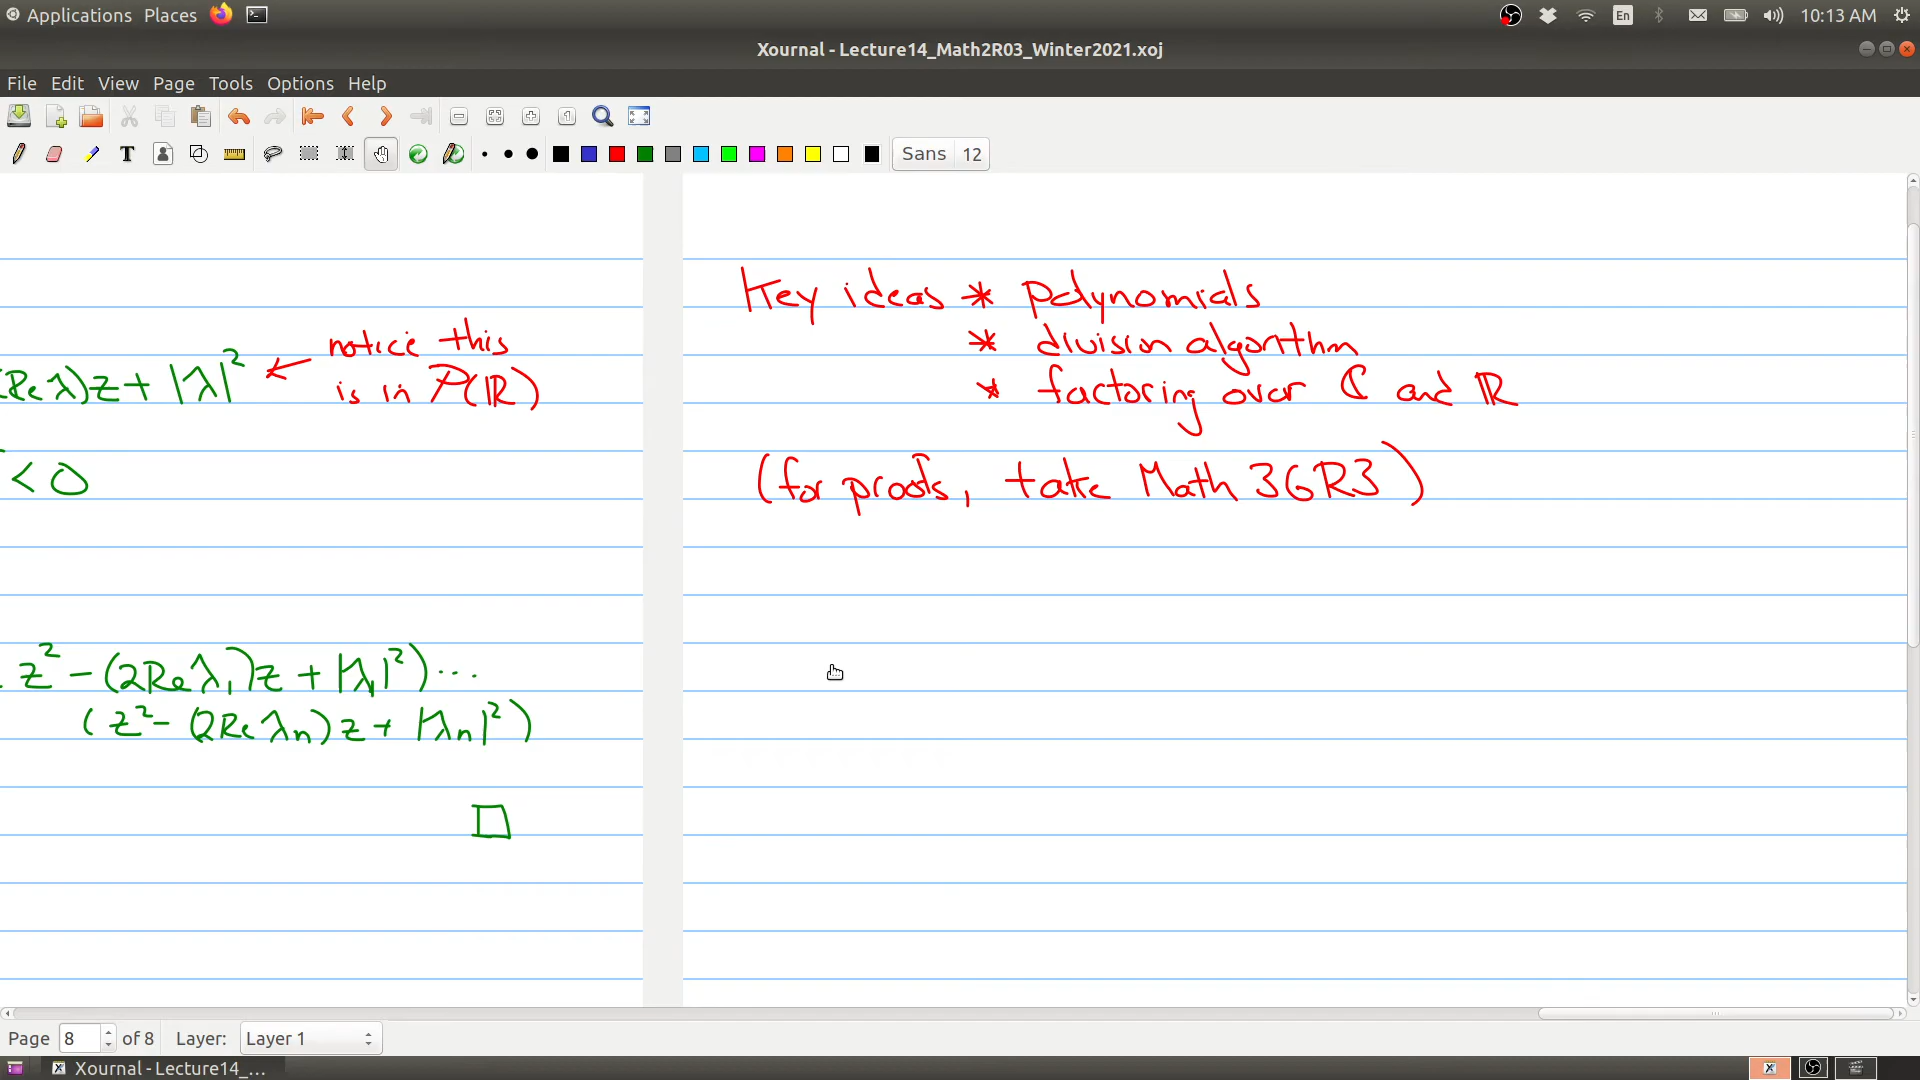 Applications Places En 10:13 AM
Xournal - Lecture14_Math2R03_Winter2021.xoj
File Edit View Page Tools Options Help
Sans 12
Re λ)z + |λ|² ← notice this
is in P(ℝ)
< 0
z² - (2Re λ₁)z + |λ₁|²) ...
(z² - (2Re λn)z + |λn|²)
□
Key ideas * polynomials
* division algorithm
* factoring over ℂ and ℝ
(for proofs, take Math 3GR3)
Page 8 of 8 Layer: Layer 1
Xournal - Lecture14_...